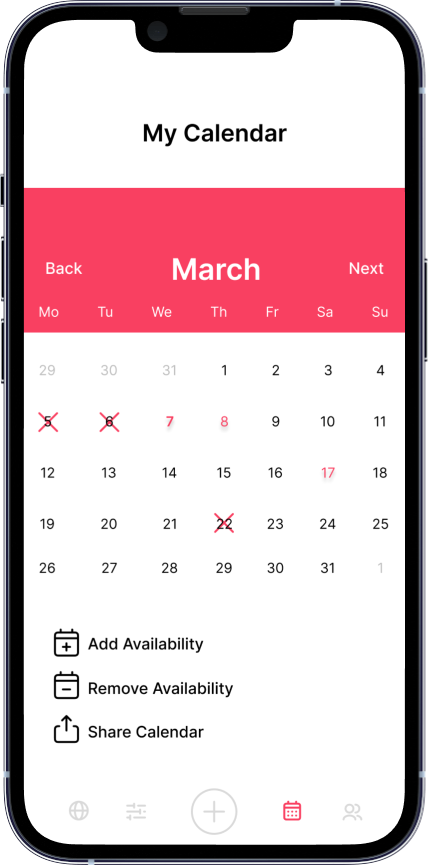 My Calendar
Back March Next
Mo Tu We Th Fr Sa Su
29 30 31 1 2 3 4
5 6 7 8 9 10 11
12 13 14 15 16 17 18
19 20 21 22 23 24 25
26 27 28 29 30 31 1
Add Availability
Remove Availability
Share Calendar